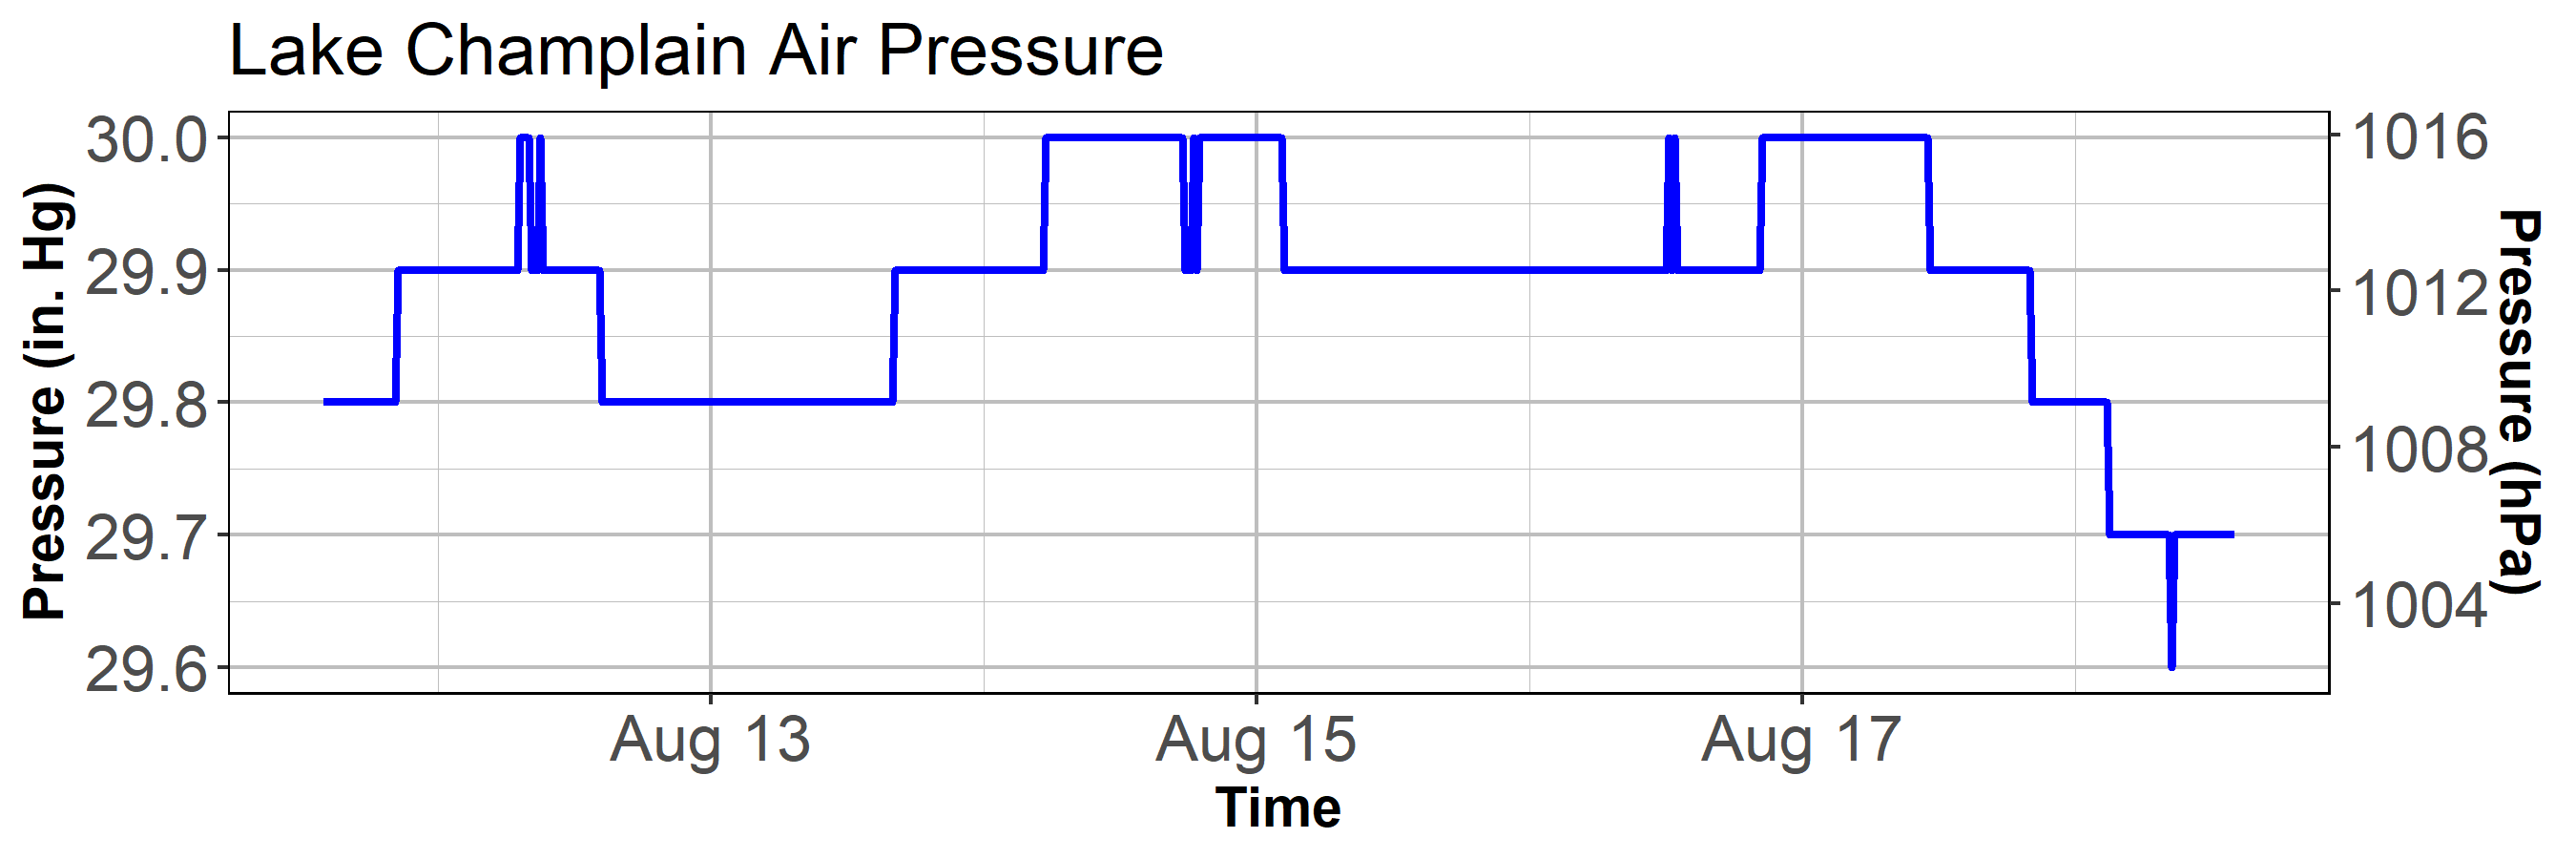 Lake Champlain Air Pressure
30.0
29.9
29.8
29.7
29.6
Pressure (in. Hg)
1016
1012
1008
1004
Pressure (hPa)
Aug 13
Aug 15
Aug 17
Time